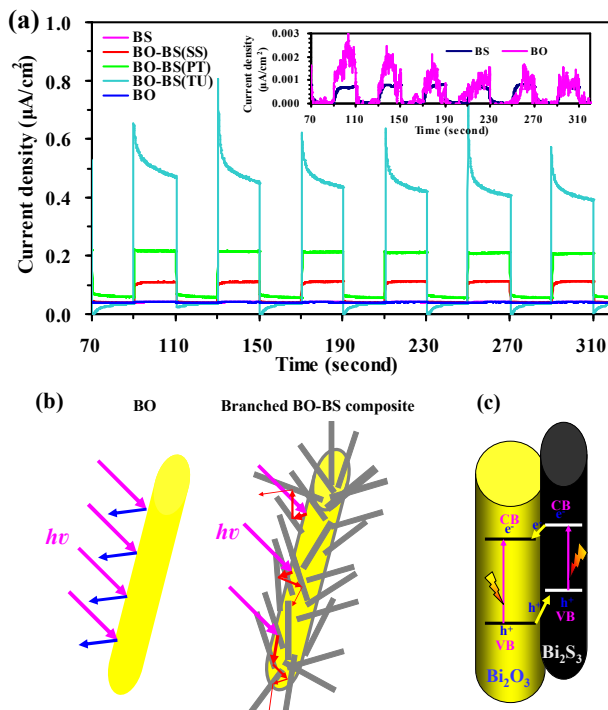 (a)
BS
BO-BS(SS)
BO-BS(PT)
BO-BS(TU)
BO
Current density (μA/cm²)
1.0
0.8
0.6
0.4
0.2
0.0
70 110 150 190 230 270 310
Time (second)
Current density
(μA/cm²)
0.003
0.002
0.001
0.000
BS BO
70 110 150 190 230 270 310
Time (second)
(b)
BO
Branched BO-BS composite
hυ
hυ
(c)
CB
e⁻
CB
e⁻
e⁻
h⁺
VB
h⁺
h⁺
VB
Bi₂O₃
Bi₂S₃